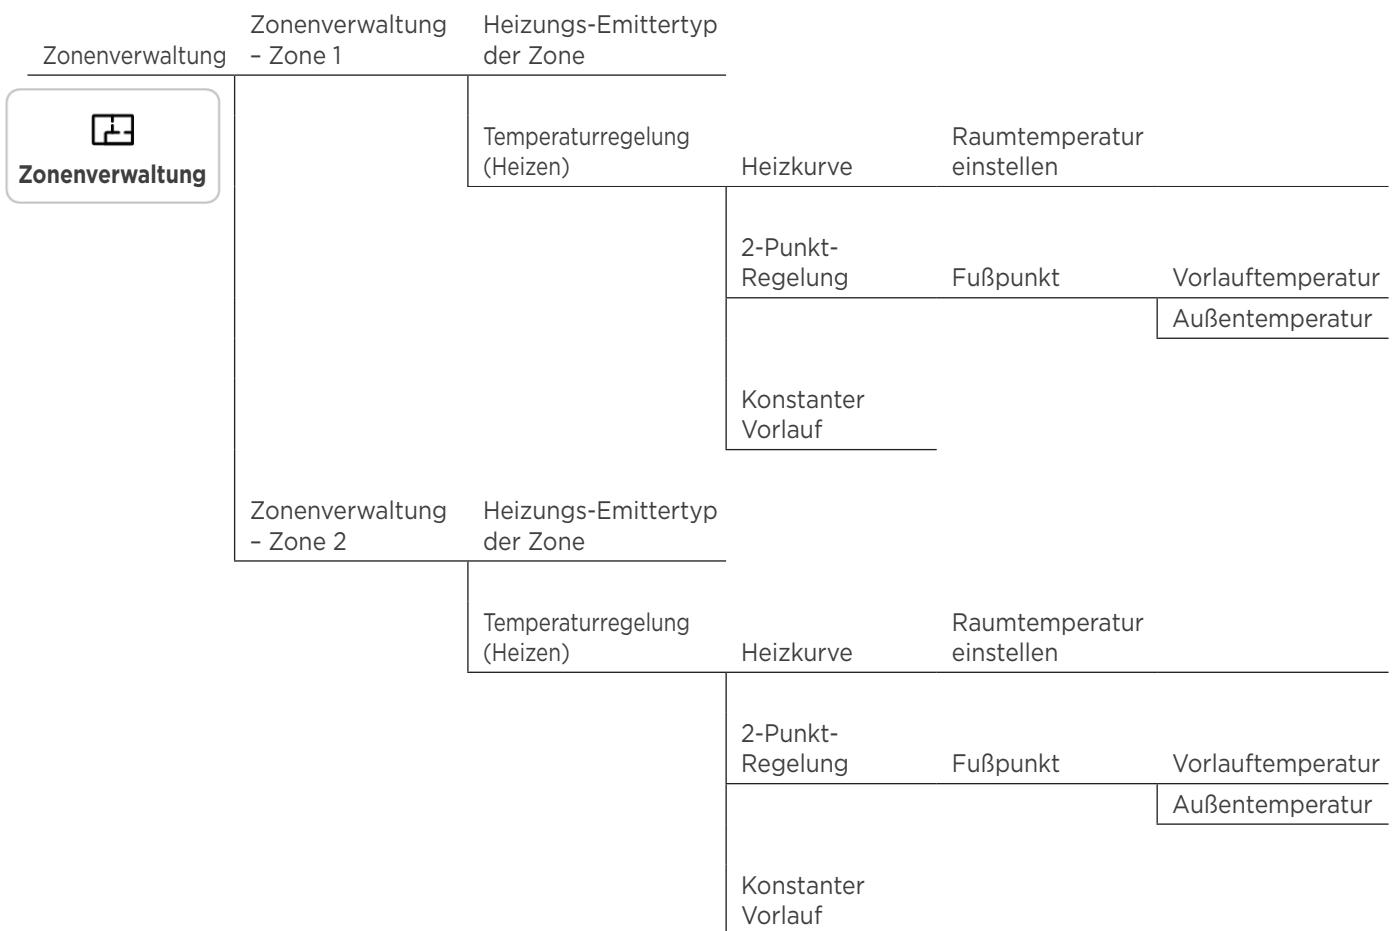 Zonenverwaltung
Zonenverwaltung
– Zone 1
Heizungs-Emittertyp
der Zone
Zonenverwaltung
Temperaturregelung
(Heizen)
Heizkurve
Raumtemperatur
einstellen
2-Punkt-
Regelung
Fußpunkt
Vorlauftemperatur
Außentemperatur
Konstanter
Vorlauf
Zonenverwaltung
– Zone 2
Heizungs-Emittertyp
der Zone
Temperaturregelung
(Heizen)
Heizkurve
Raumtemperatur
einstellen
2-Punkt-
Regelung
Fußpunkt
Vorlauftemperatur
Außentemperatur
Konstanter
Vorlauf